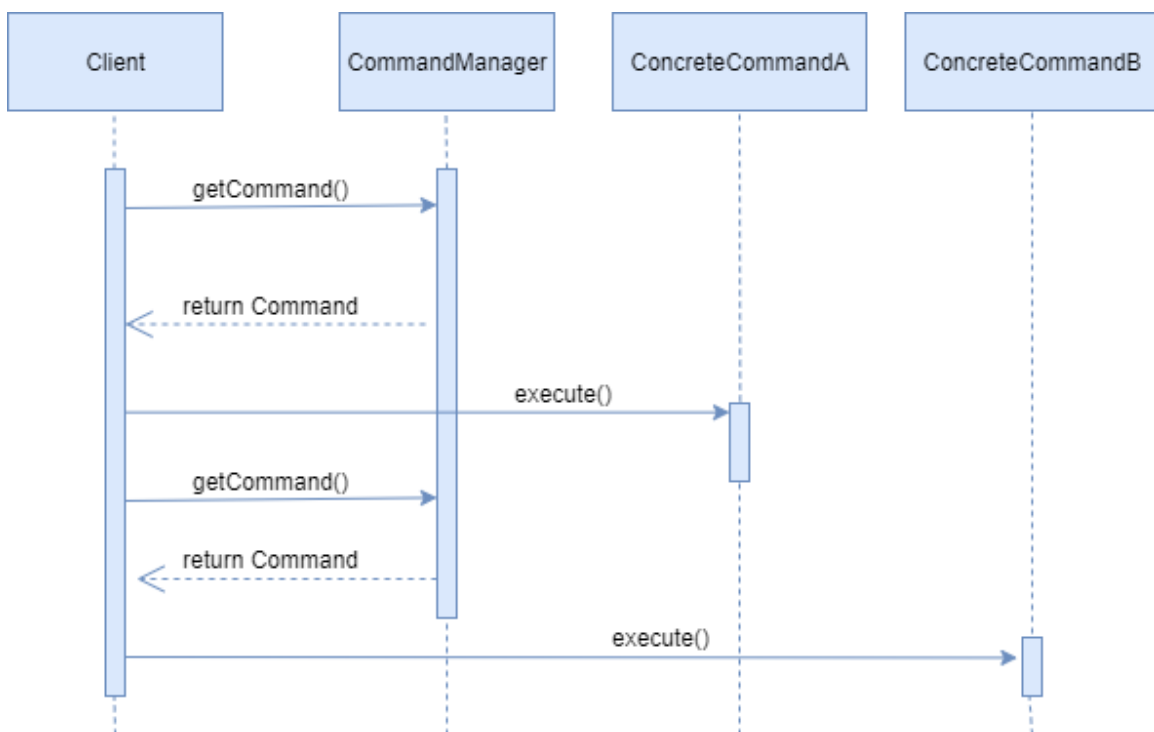 Client
CommandManager
ConcreteCommandA
ConcreteCommandB
getCommand()
return Command
execute()
getCommand()
return Command
execute()